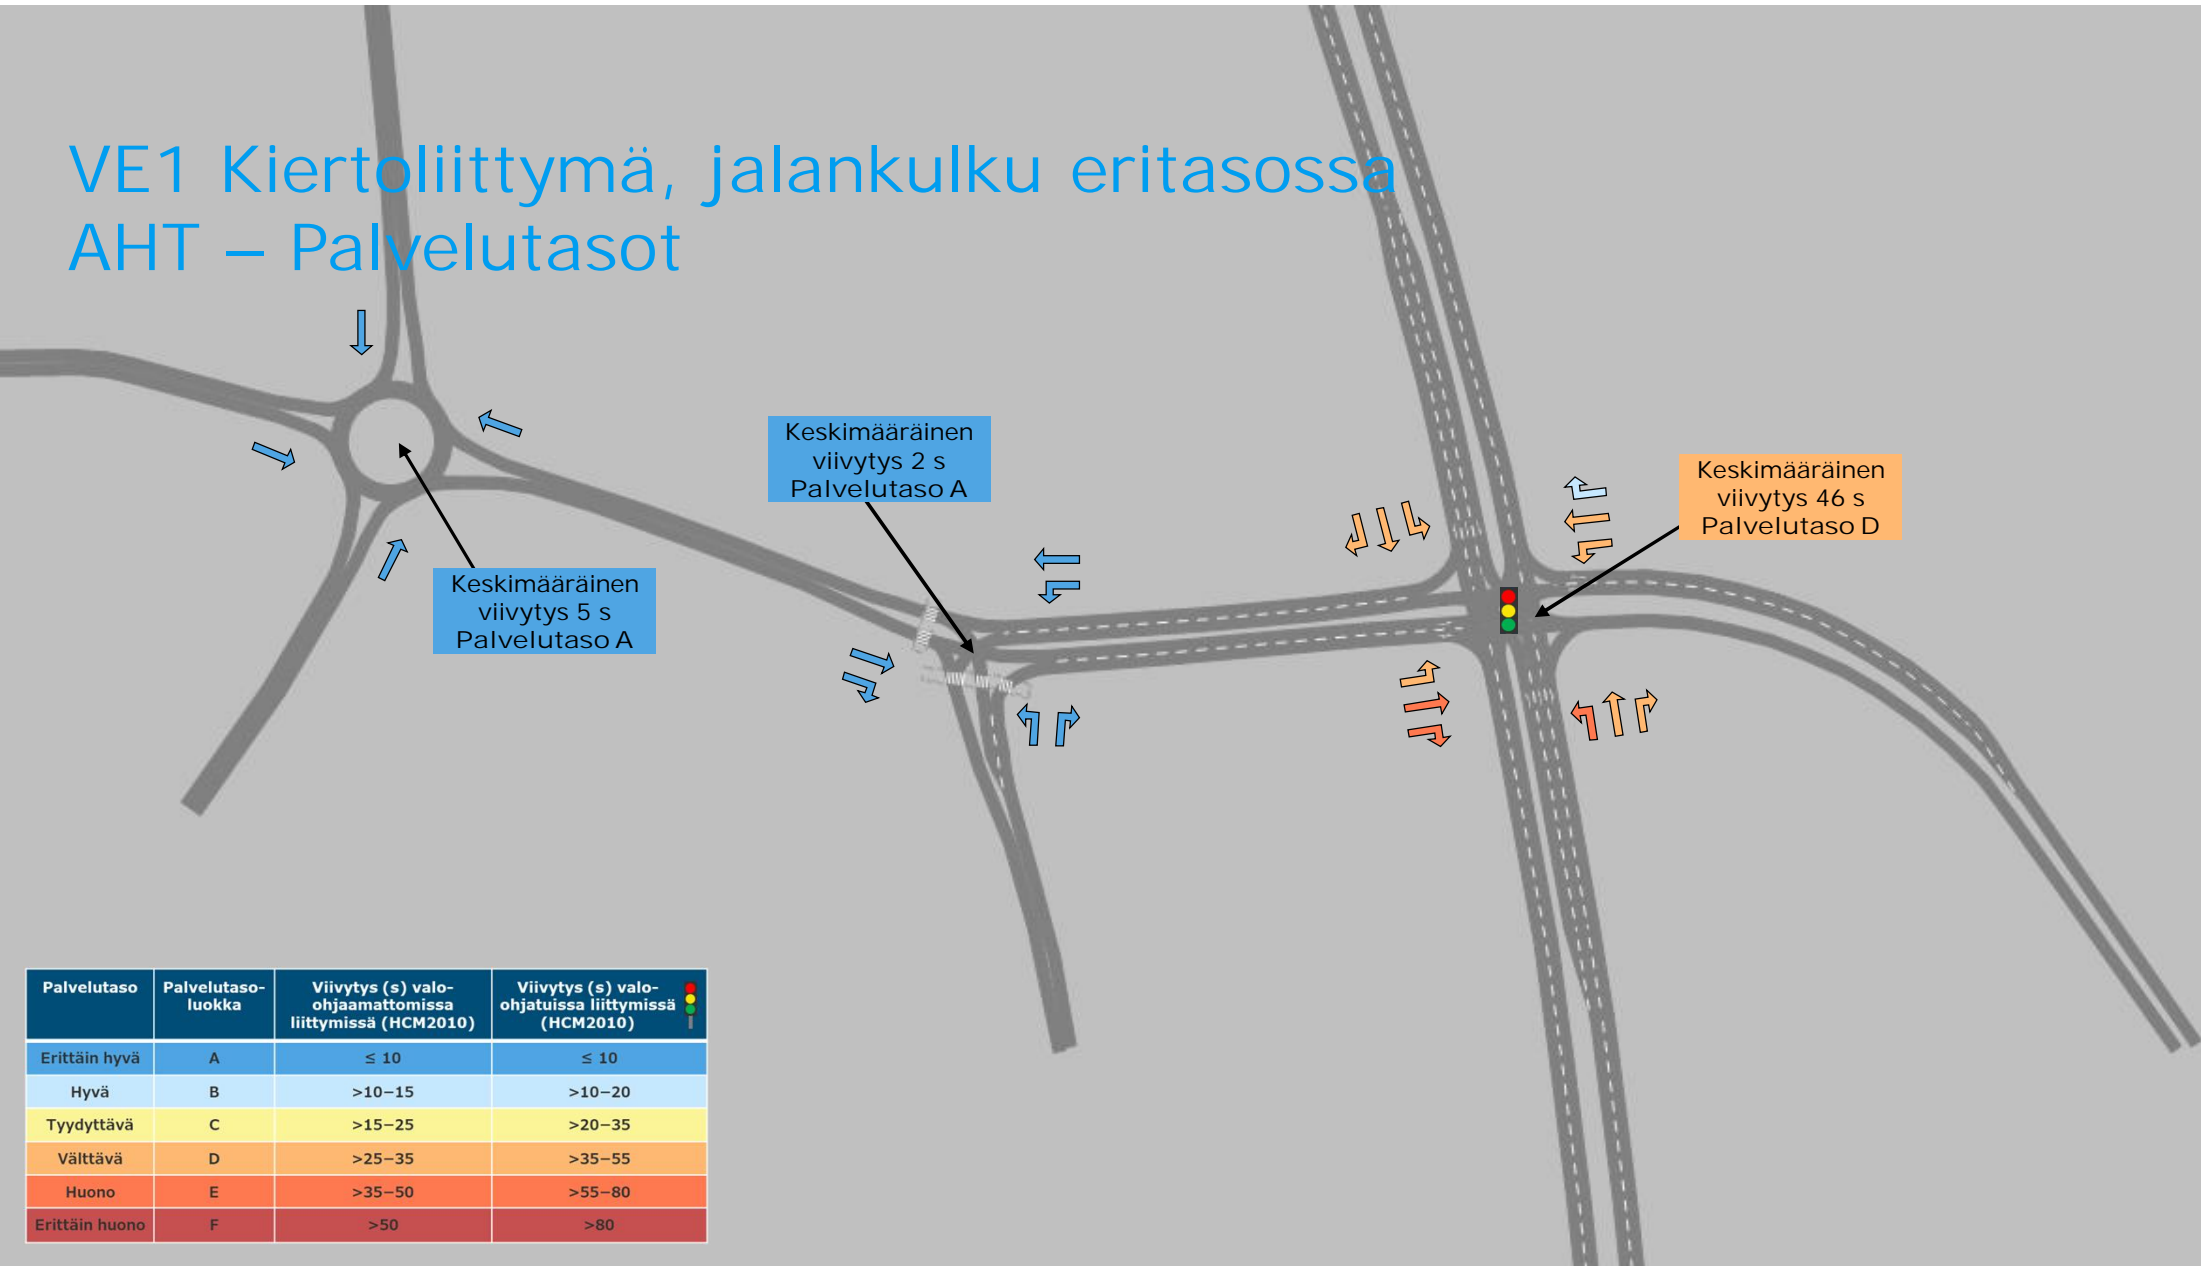 VE1 Kiertoliittymä, jalankulku eritasossa
AHT – Palvelutasot
Keskimääräinen
viivytys 2 s
Palvelutaso A
Keskimääräinen
viivytys 46 s
Palvelutaso D
Keskimääräinen
viivytys 5 s
Palvelutaso A
Palvelutaso
Palvelutaso-
luokka
Viivytys (s) valo-
ohjaamattomissa
liittymissä (HCM2010)
Viivytys (s) valo-
ohjatuissa liittymissä
(HCM2010)
Erittäin hyvä A ≤ 10 ≤ 10
Hyvä B >10–15 >10–20
Tyydyttävä C >15–25 >20–35
Välttävä D >25–35 >35–55
Huono E >35–50 >55–80
Erittäin huono F >50 >80